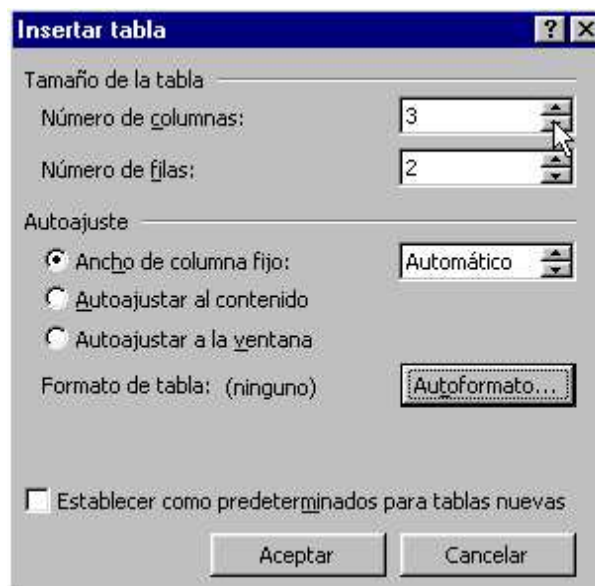 Insertar tabla
Tamaño de la tabla
Número de columnas: 3
Número de filas: 2
Autoajuste
Ancho de columna fijo: Automático
Autoajustar al contenido
Autoajustar a la ventana
Formato de tabla: (ninguno) Autoformato...
Establecer como predeterminados para tablas nuevas
Aceptar Cancelar